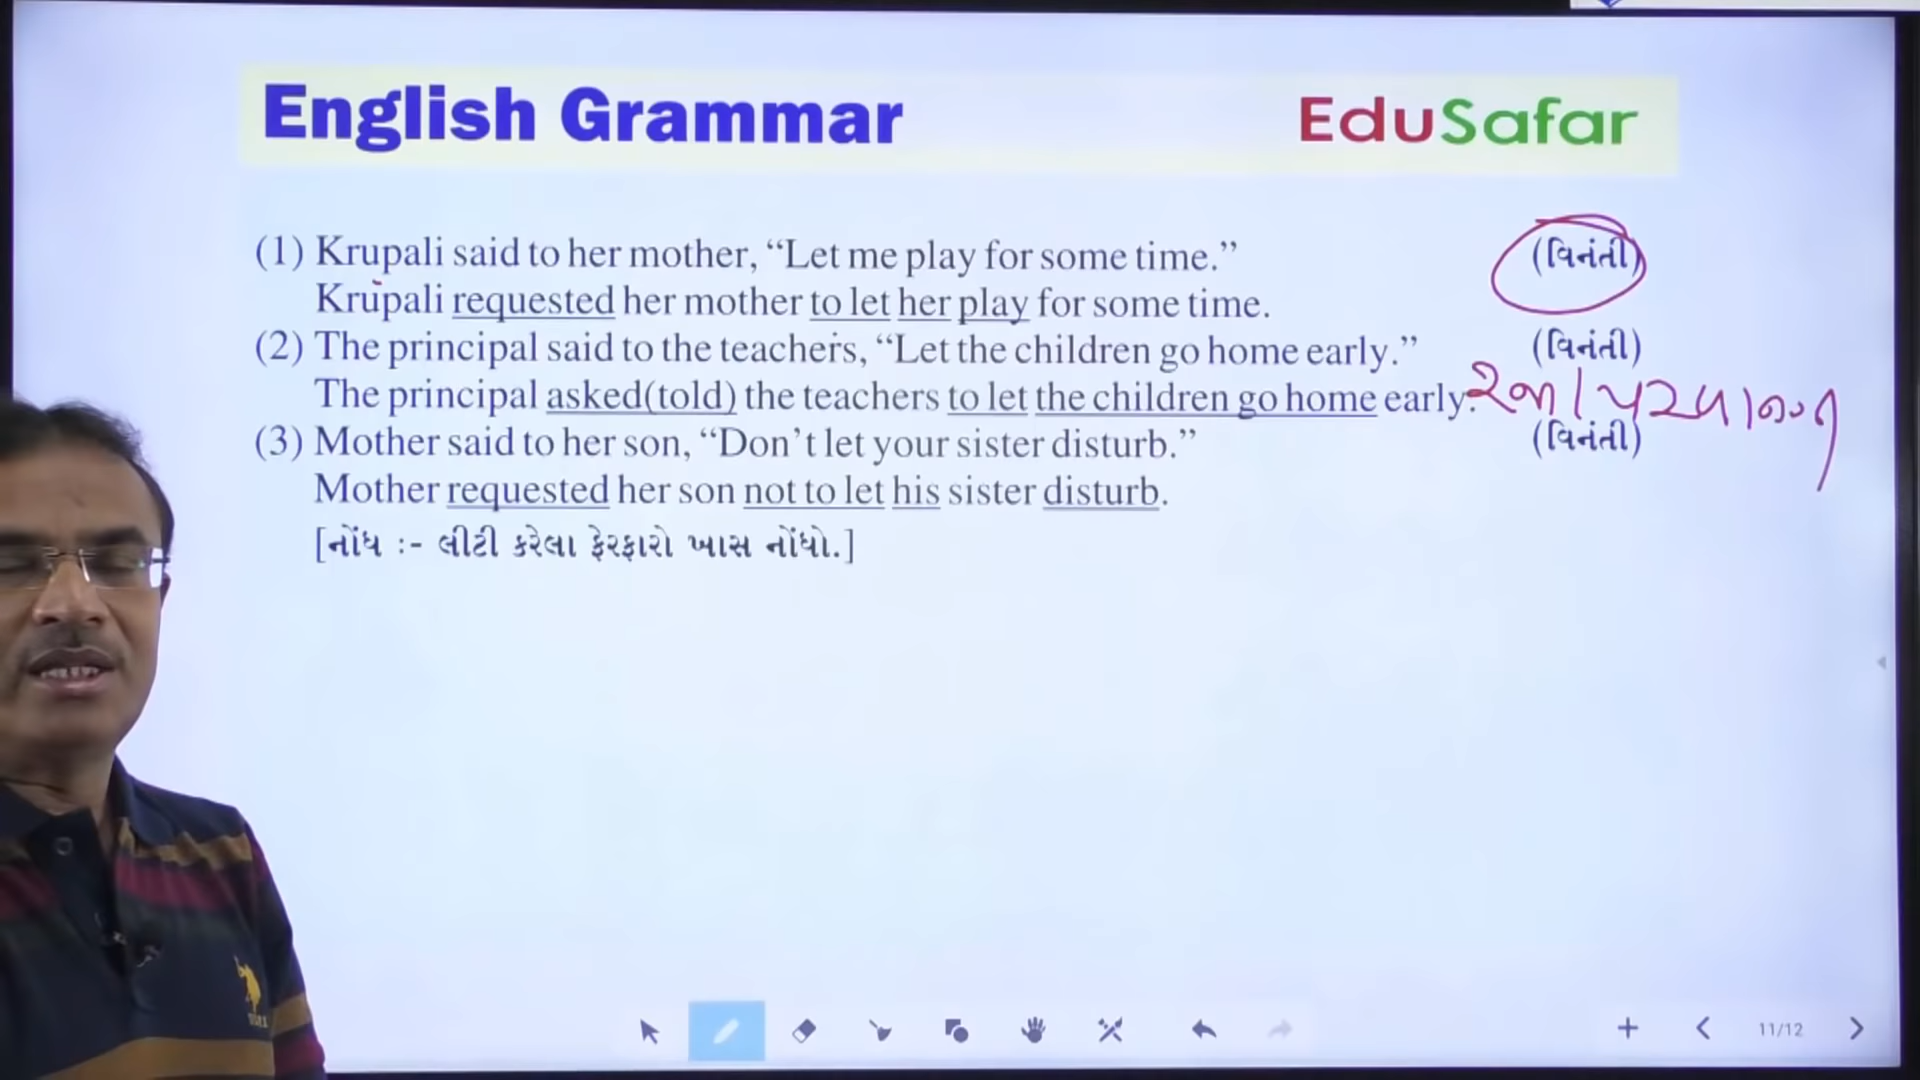 English Grammar EduSafar
(1) Krupali said to her mother, “Let me play for some time.” (વિનંતી)
Krupali requested her mother to let her play for some time.
(2) The principal said to the teachers, “Let the children go home early.” (વિનંતી)
The principal asked(told) the teachers to let the children go home early. રજા / પરવાનગી
(3) Mother said to her son, “Don’t let your sister disturb.” (વિનંતી)
Mother requested her son not to let his sister disturb.
[નોંધ :- લીટી કરેલા ફેરફારો ખાસ નોંધો.]
11/12